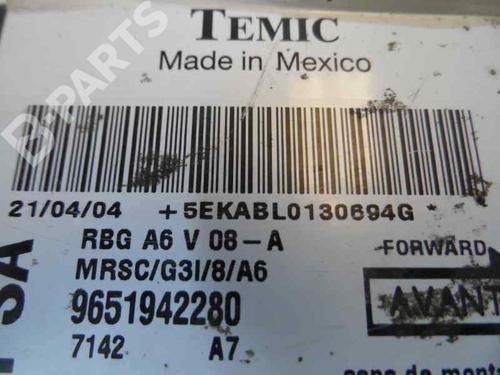 B-PARTS
TEMIC
Made in Mexico
21/04/04 +5EKABL0130694G*
RBG A6 V 08-A
MRSC/G3I/8/A6
9651942280
7142 A7
FORWARD
AVANT
PSA